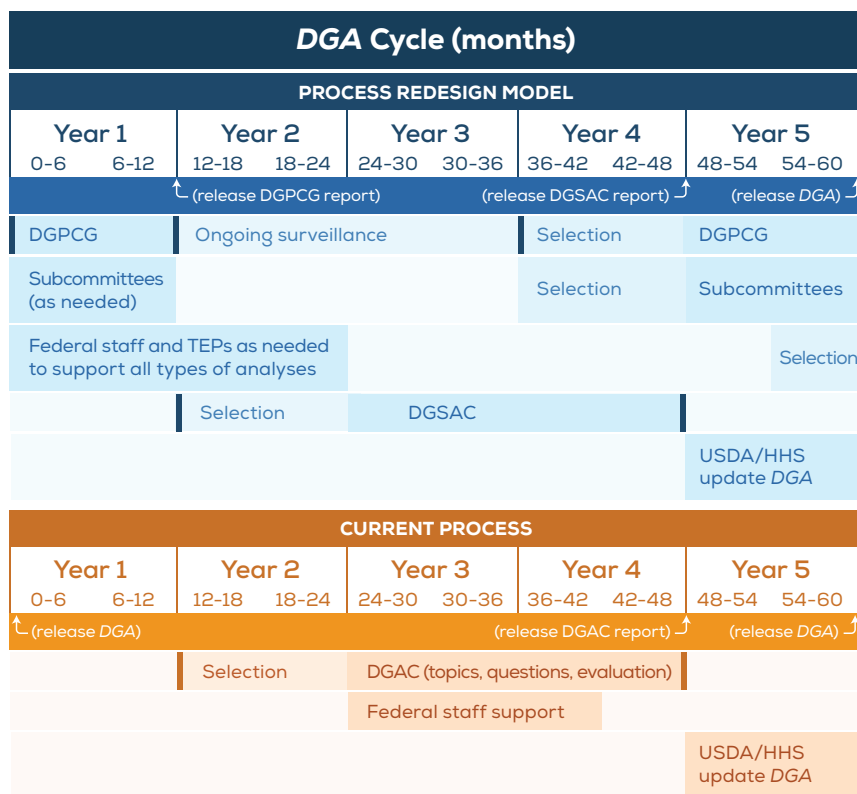 DGA Cycle (months)
PROCESS REDESIGN MODEL
Year 1 Year 2 Year 3 Year 4 Year 5
0-6 6-12 12-18 18-24 24-30 30-36 36-42 42-48 48-54 54-60
(release DGPCG report) (release DGSAC report) (release DGA)
DGPCG Ongoing surveillance Selection DGPCG
Subcommittees
(as needed)
Selection Subcommittees
Federal staff and TEPs as needed
to support all types of analyses
Selection
Selection DGSAC
USDA/HHS
update DGA
CURRENT PROCESS
Year 1 Year 2 Year 3 Year 4 Year 5
0-6 6-12 12-18 18-24 24-30 30-36 36-42 42-48 48-54 54-60
(release DGA) (release DGAC report) (release DGA)
Selection DGAC (topics, questions, evaluation)
Federal staff support
USDA/HHS
update DGA